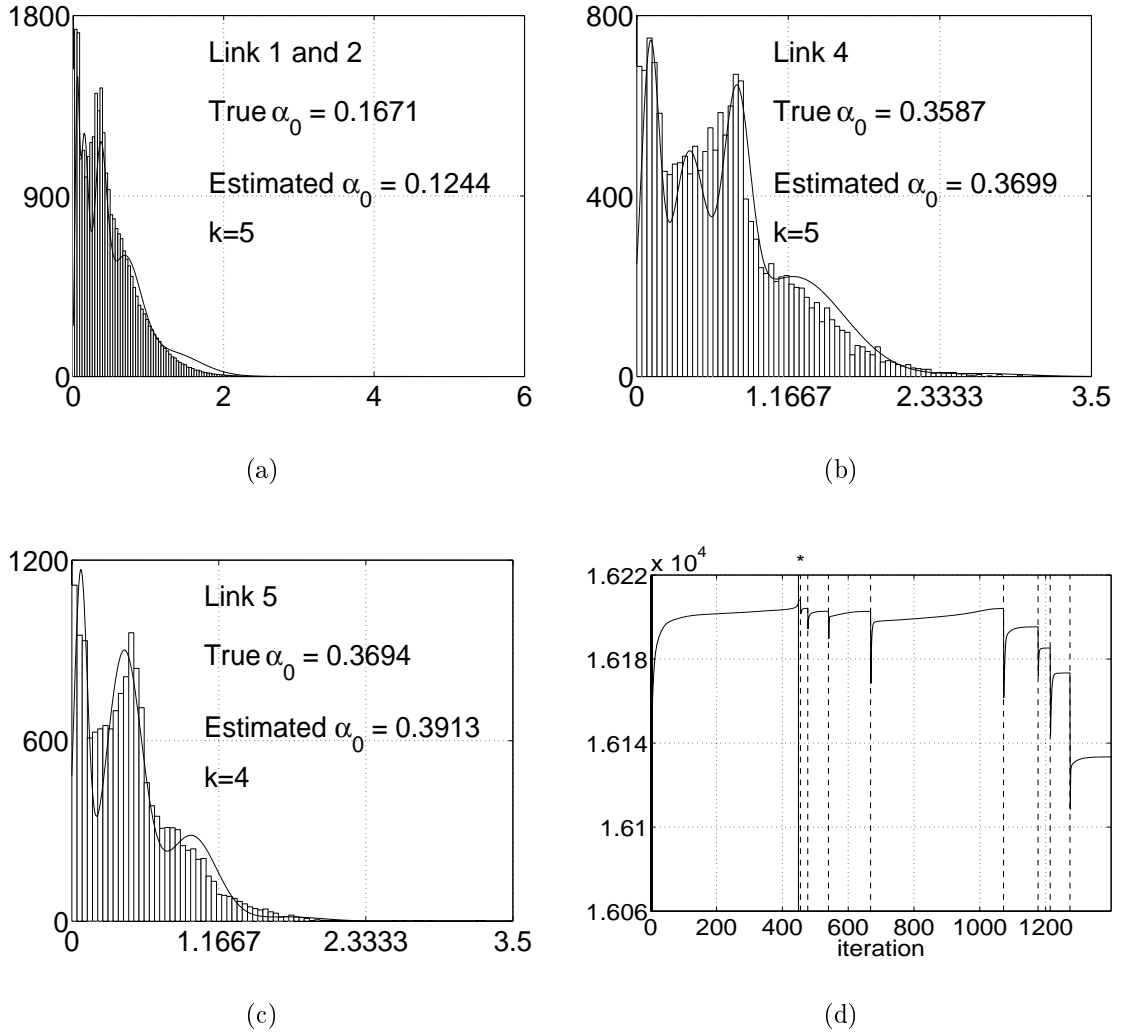 1800
900
0
0
2
4
6
Link 1 and 2
True α0 = 0.1671
Estimated α0 = 0.1244
k=5
(a)
800
400
0
0
1.1667
2.3333
3.5
Link 4
True α0 = 0.3587
Estimated α0 = 0.3699
k=5
(b)
1200
600
0
0
1.1667
2.3333
3.5
Link 5
True α0 = 0.3694
Estimated α0 = 0.3913
k=4
(c)
x 10^4
*
1.622
1.618
1.614
1.61
1.606
0
200
400
600
800
1000
1200
iteration
(d)